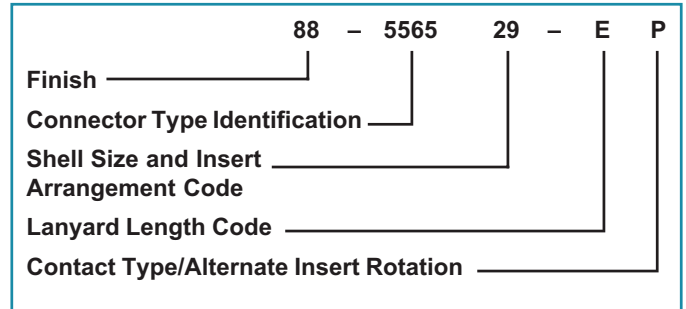 88 – 5565 29 – E P
Finish
Connector Type Identification
Shell Size and Insert
Arrangement Code
Lanyard Length Code
Contact Type/Alternate Insert Rotation